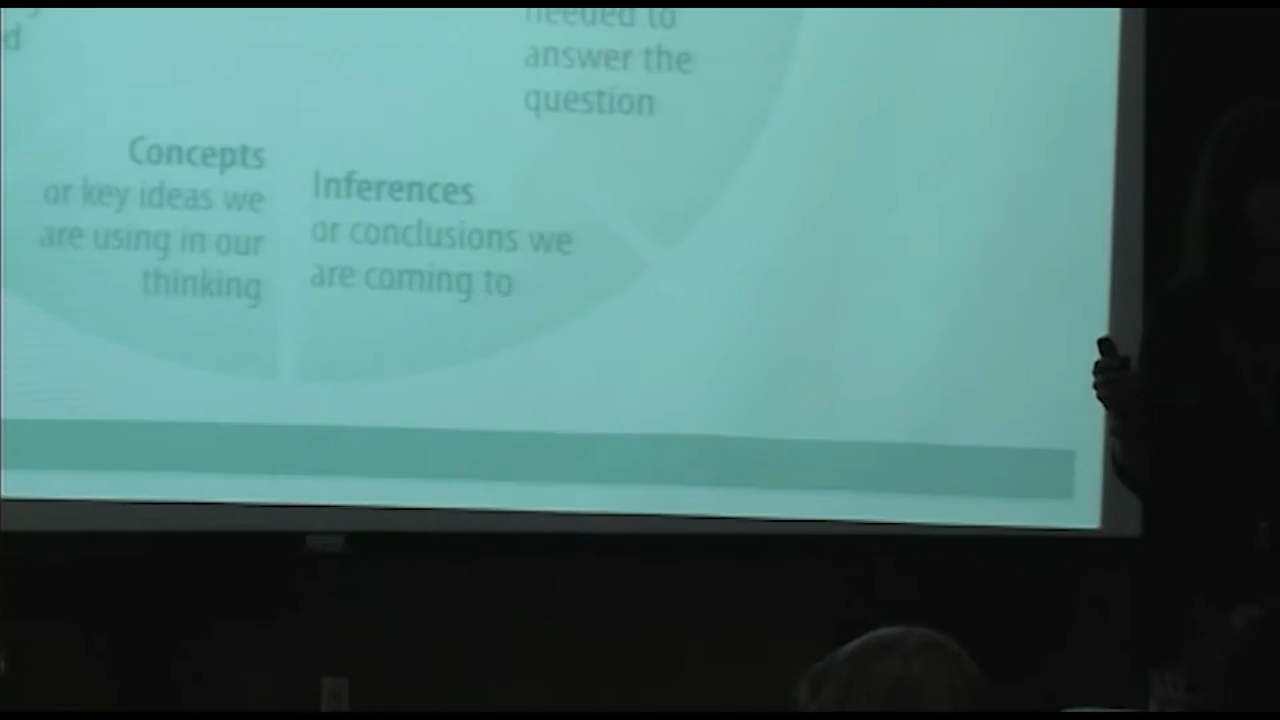 d
needed to
answer the
question
Concepts
or key ideas we
are using in our
thinking
Inferences
or conclusions we
are coming to